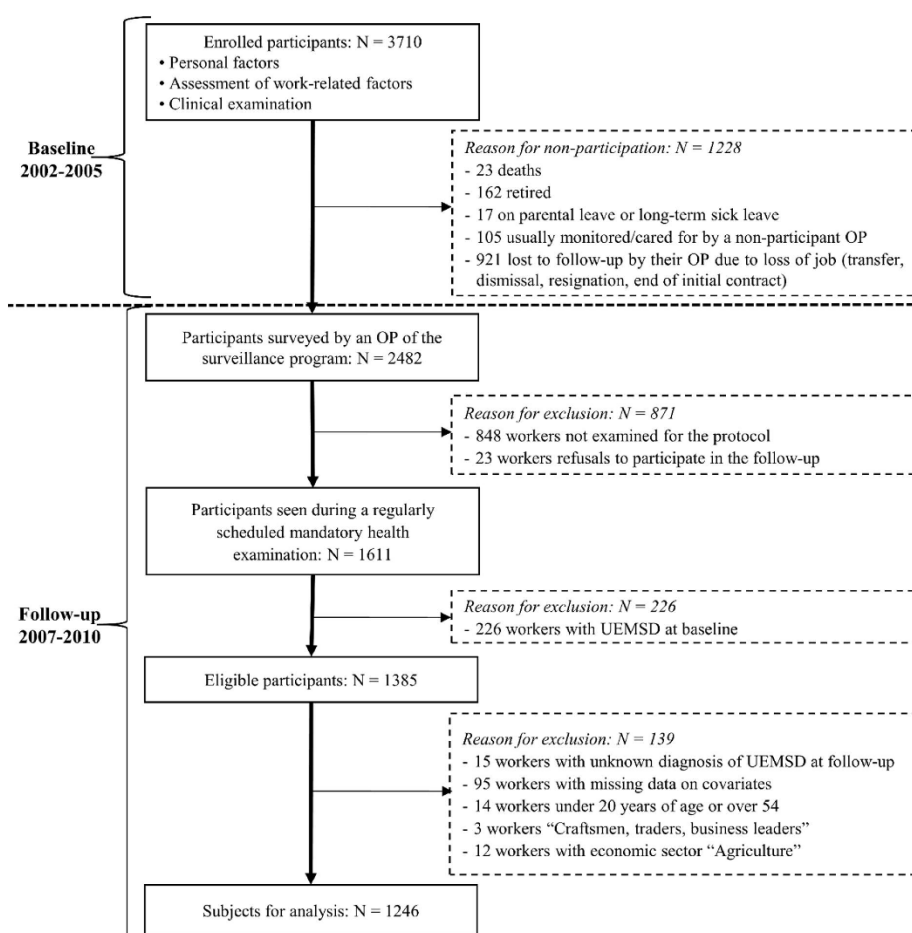 Enrolled participants: N = 3710
• Personal factors
• Assessment of work-related factors
• Clinical examination
Baseline
2002-2005
Reason for non-participation: N = 1228
- 23 deaths
- 162 retired
- 17 on parental leave or long-term sick leave
- 105 usually monitored/cared for by a non-participant OP
- 921 lost to follow-up by their OP due to loss of job (transfer,
dismissal, resignation, end of initial contract)
Participants surveyed by an OP of the
surveillance program: N = 2482
Reason for exclusion: N = 871
- 848 workers not examined for the protocol
- 23 workers refusals to participate in the follow-up
Participants seen during a regularly
scheduled mandatory health
examination: N = 1611
Follow-up
2007-2010
Reason for exclusion: N = 226
- 226 workers with UEMSD at baseline
Eligible participants: N = 1385
Reason for exclusion: N = 139
- 15 workers with unknown diagnosis of UEMSD at follow-up
- 95 workers with missing data on covariates
- 14 workers under 20 years of age or over 54
- 3 workers “Craftsmen, traders, business leaders”
- 12 workers with economic sector “Agriculture”
Subjects for analysis: N = 1246